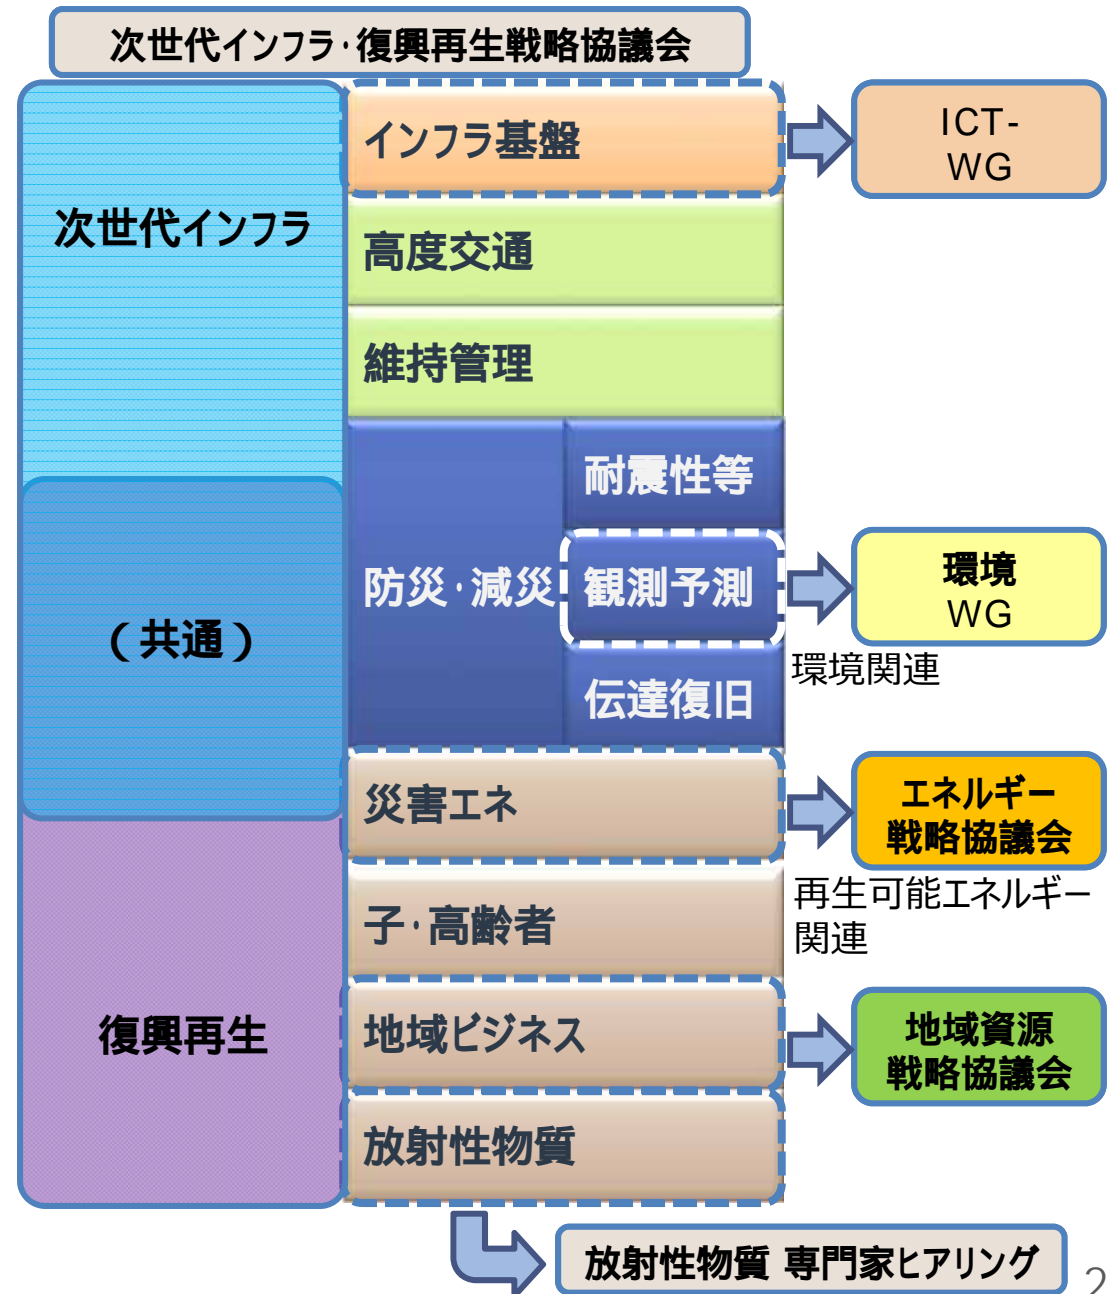 次世代インフラ・復興再生戦略協議会
次世代インフラ
インフラ基盤
ICT-
WG
高度交通
維持管理
(共通)
防災・減災
耐震性等
観測予測
環境
WG
環境関連
伝達復旧
災害エネ
エネルギー
戦略協議会
再生可能エネルギー
関連
復興再生
子・高齢者
地域ビジネス
地域資源
戦略協議会
放射性物質
放射性物質 専門家ヒアリング
2